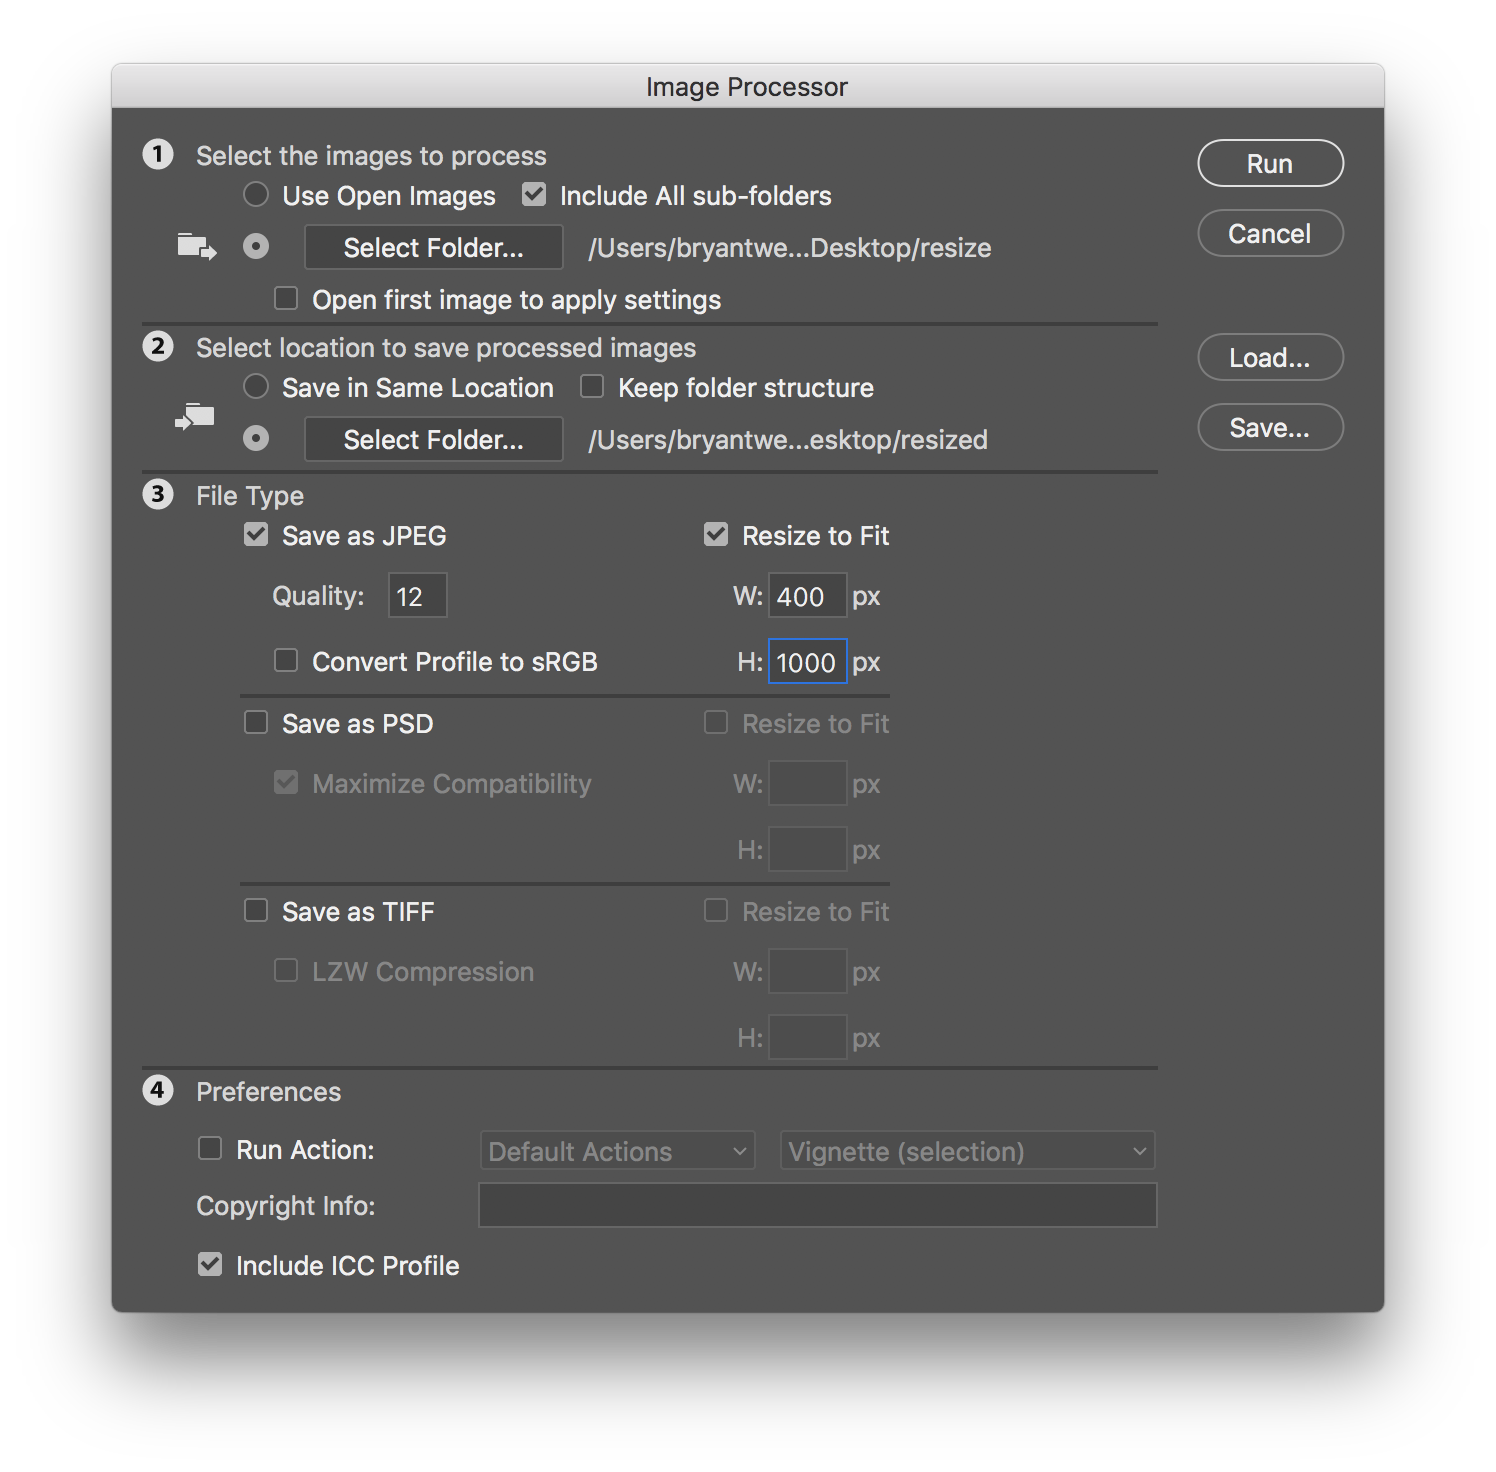 Image Processor
1 Select the images to process
Use Open Images Include All sub-folders
Select Folder... /Users/bryantwe...Desktop/resize
Open first image to apply settings
Run
Cancel
2 Select location to save processed images
Save in Same Location Keep folder structure
Select Folder... /Users/bryantwe...esktop/resized
Load...
Save...
3 File Type
Save as JPEG Resize to Fit
Quality: 12 W: 400 px
Convert Profile to sRGB H: 1000 px
Save as PSD Resize to Fit
Maximize Compatibility W: px
H: px
Save as TIFF Resize to Fit
LZW Compression W: px
H: px
4 Preferences
Run Action: Default Actions Vignette (selection)
Copyright Info:
Include ICC Profile